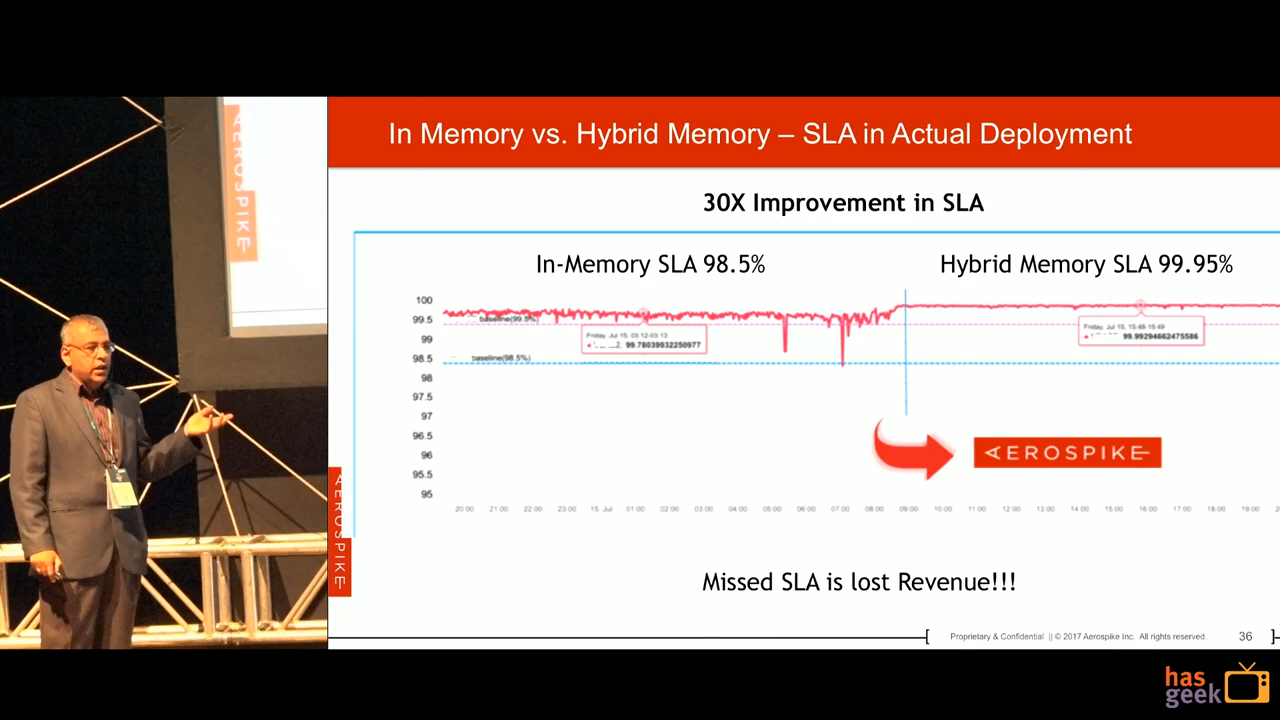 AEROSPIKE
In Memory vs. Hybrid Memory – SLA in Actual Deployment
30X Improvement in SLA
In-Memory SLA 98.5%
Hybrid Memory SLA 99.95%
100
99.5
99
98.5
98
97.5
97
96.5
96
95.5
95
baseline(99.5%)
baseline(98.5%)
Friday, Jul 15, 03:12-03:13
99.78039932250977
Friday, Jul 15, 15:48-15:49
99.99294662475586
AEROSPIKE
20:00 21:00 22:00 23:00 15. Jul 01:00 02:00 03:00 04:00 05:00 06:00 07:00 08:00 09:00 10:00 11:00 12:00 13:00 14:00 15:00 16:00 17:00 18:00 19:00
AEROSPIKE
Missed SLA is lost Revenue!!!
Proprietary & Confidential || © 2017 Aerospike Inc. All rights reserved.
36
has
geek